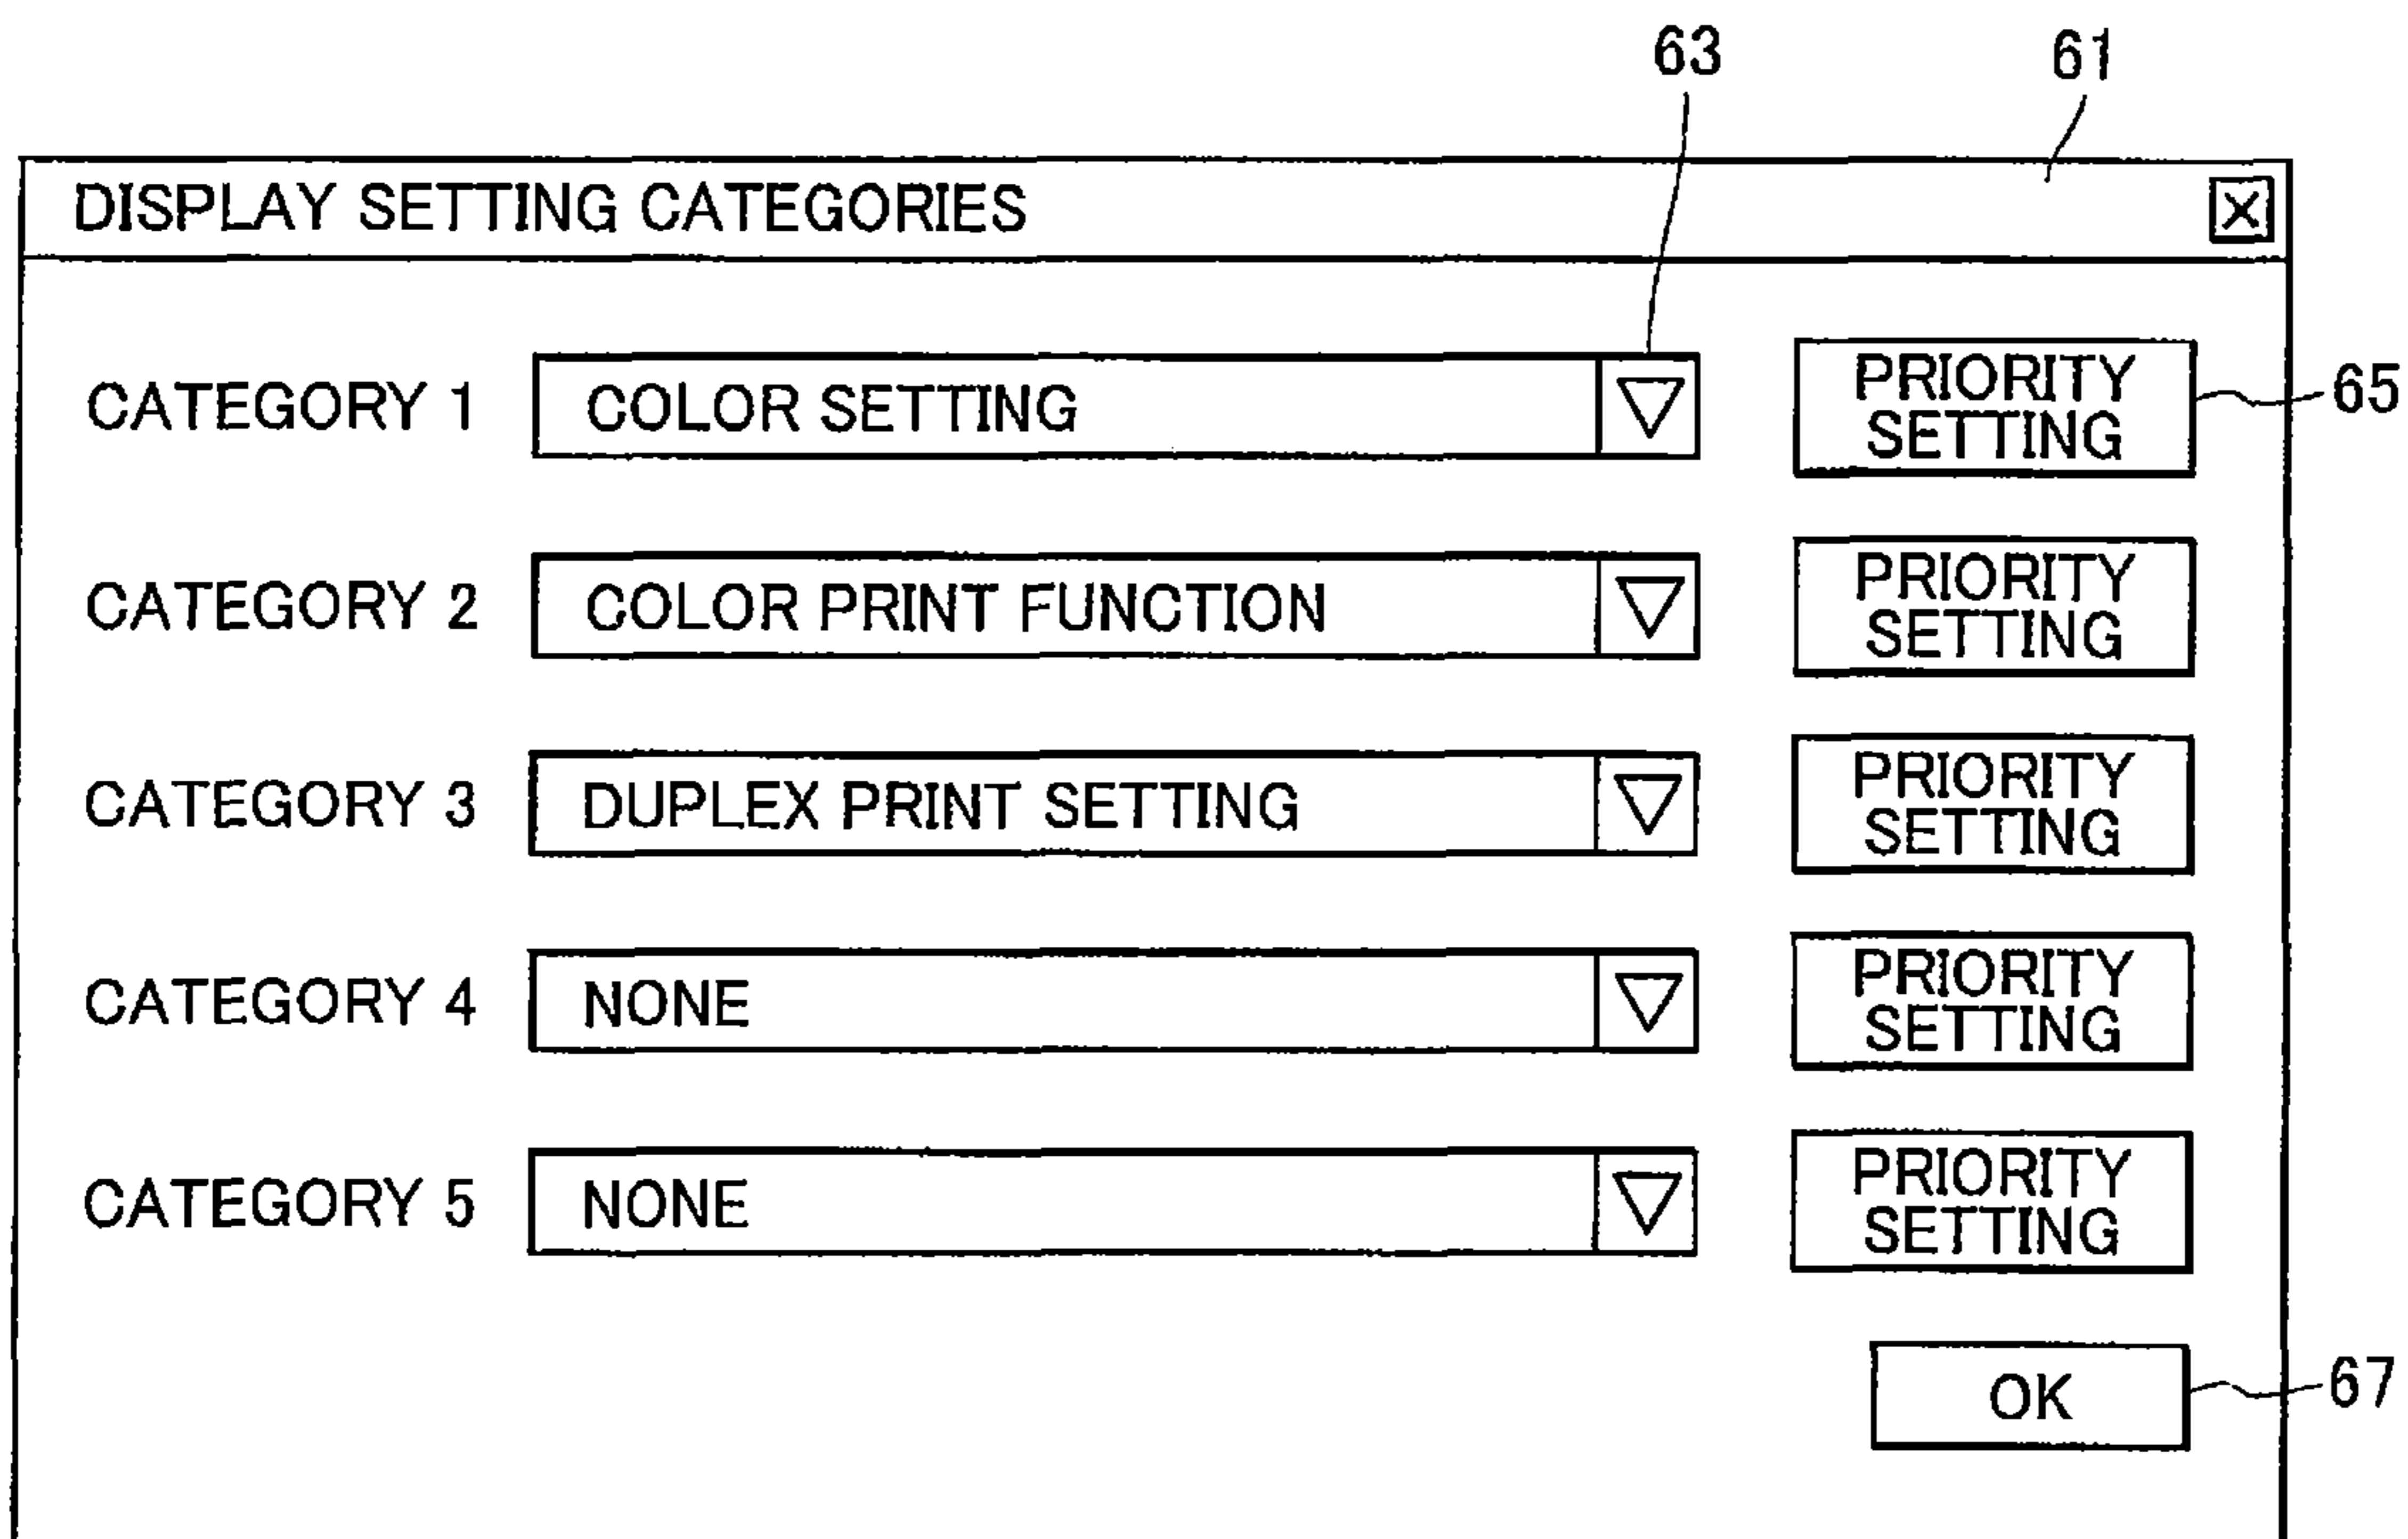 63
61
DISPLAY SETTING CATEGORIES
X
CATEGORY 1
COLOR SETTING
PRIORITY
SETTING
65
CATEGORY 2
COLOR PRINT FUNCTION
PRIORITY
SETTING
CATEGORY 3
DUPLEX PRINT SETTING
PRIORITY
SETTING
CATEGORY 4
NONE
PRIORITY
SETTING
CATEGORY 5
NONE
PRIORITY
SETTING
OK
67